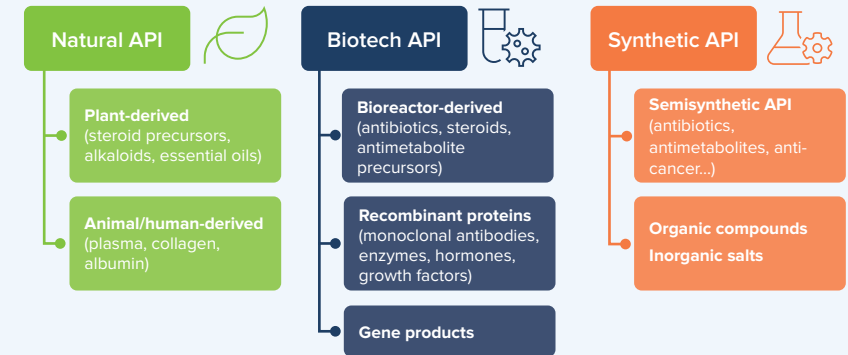 Natural API
Plant-derived
(steroid precursors,
alkaloids, essential oils)
Animal/human-derived
(plasma, collagen,
albumin)
Biotech API
Bioreactor-derived
(antibiotics, steroids,
antimetabolite
precursors)
Recombinant proteins
(monoclonal antibodies,
enzymes, hormones,
growth factors)
Gene products
Synthetic API
Semisynthetic API
(antibiotics,
antimetabolites, anti-
cancer...)
Organic compounds
Inorganic salts